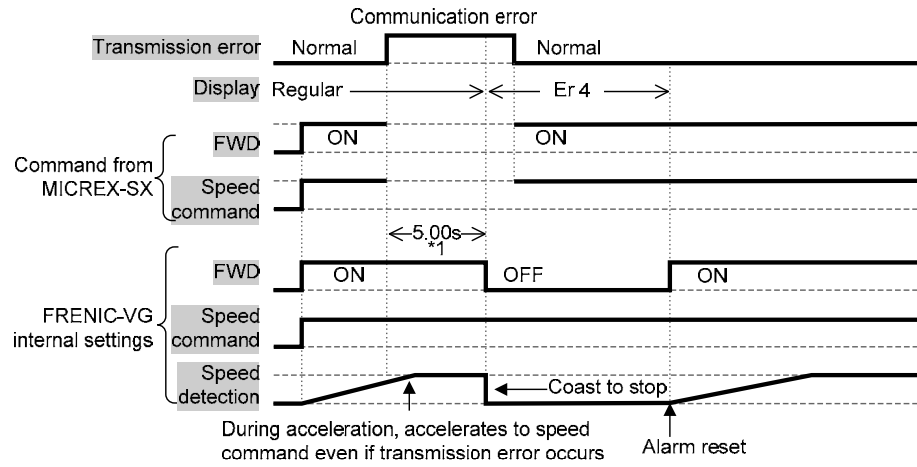 Communication error
Transmission error
Normal
Normal
Display
Regular
Er 4
Command from
MICREX-SX
FWD
ON
ON
Speed
command
5.00s
*1
FRENIC-VG
internal settings
FWD
ON
OFF
ON
Speed
command
Speed
detection
Coast to stop
During acceleration, accelerates to speed
command even if transmission error occurs
Alarm reset